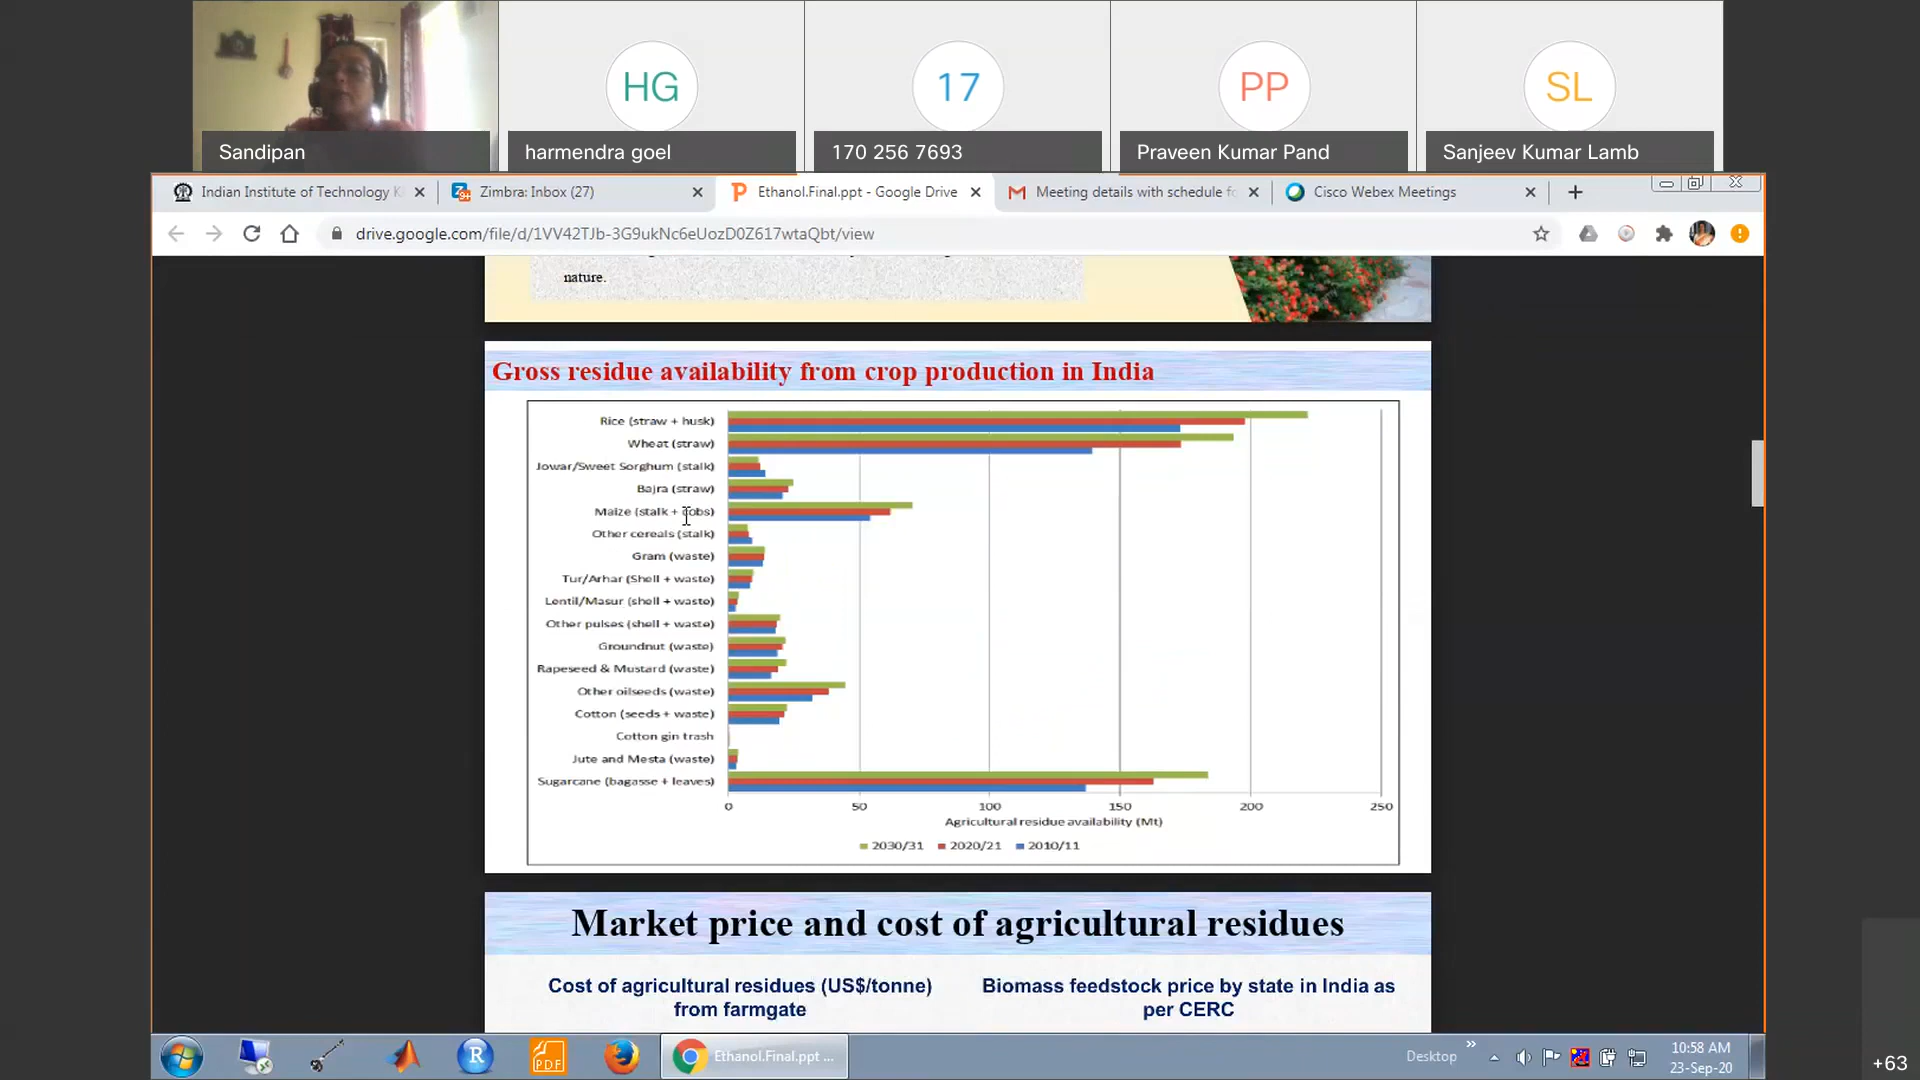 HG
17
PP
SL
Sandipan
harmendra goel
170 256 7693
Praveen Kumar Pand
Sanjeev Kumar Lamb
Indian Institute of Technology K
Zimbra: Inbox (27)
Ethanol.Final.ppt - Google Drive
Meeting details with schedule fo
Cisco Webex Meetings
drive.google.com/file/d/1VV42TJb-3G9ukNc6eUozD0Z617wtaQbt/view
nature.
Gross residue availability from crop production in India
Rice (straw + husk)
Wheat (straw)
Jowar/Sweet Sorghum (stalk)
Bajra (straw)
Maize (stalk + cobs)
Other cereals (stalk)
Gram (waste)
Tur/Arhar (Shell + waste)
Lentil/Masur (shell + waste)
Other pulses (shell + waste)
Groundnut (waste)
Rapeseed & Mustard (waste)
Other oilseeds (waste)
Cotton (seeds + waste)
Cotton gin trash
Jute and Mesta (waste)
Sugarcane (bagasse + leaves)
0 50 100 150 200 250
Agricultural residue availability (Mt)
2030/31 2020/21 2010/11
Market price and cost of agricultural residues
Cost of agricultural residues (US$/tonne)
from farmgate
Biomass feedstock price by state in India as
per CERC
R
PDF
Ethanol.Final.ppt ...
Desktop
10:58 AM
23-Sep-20
+63